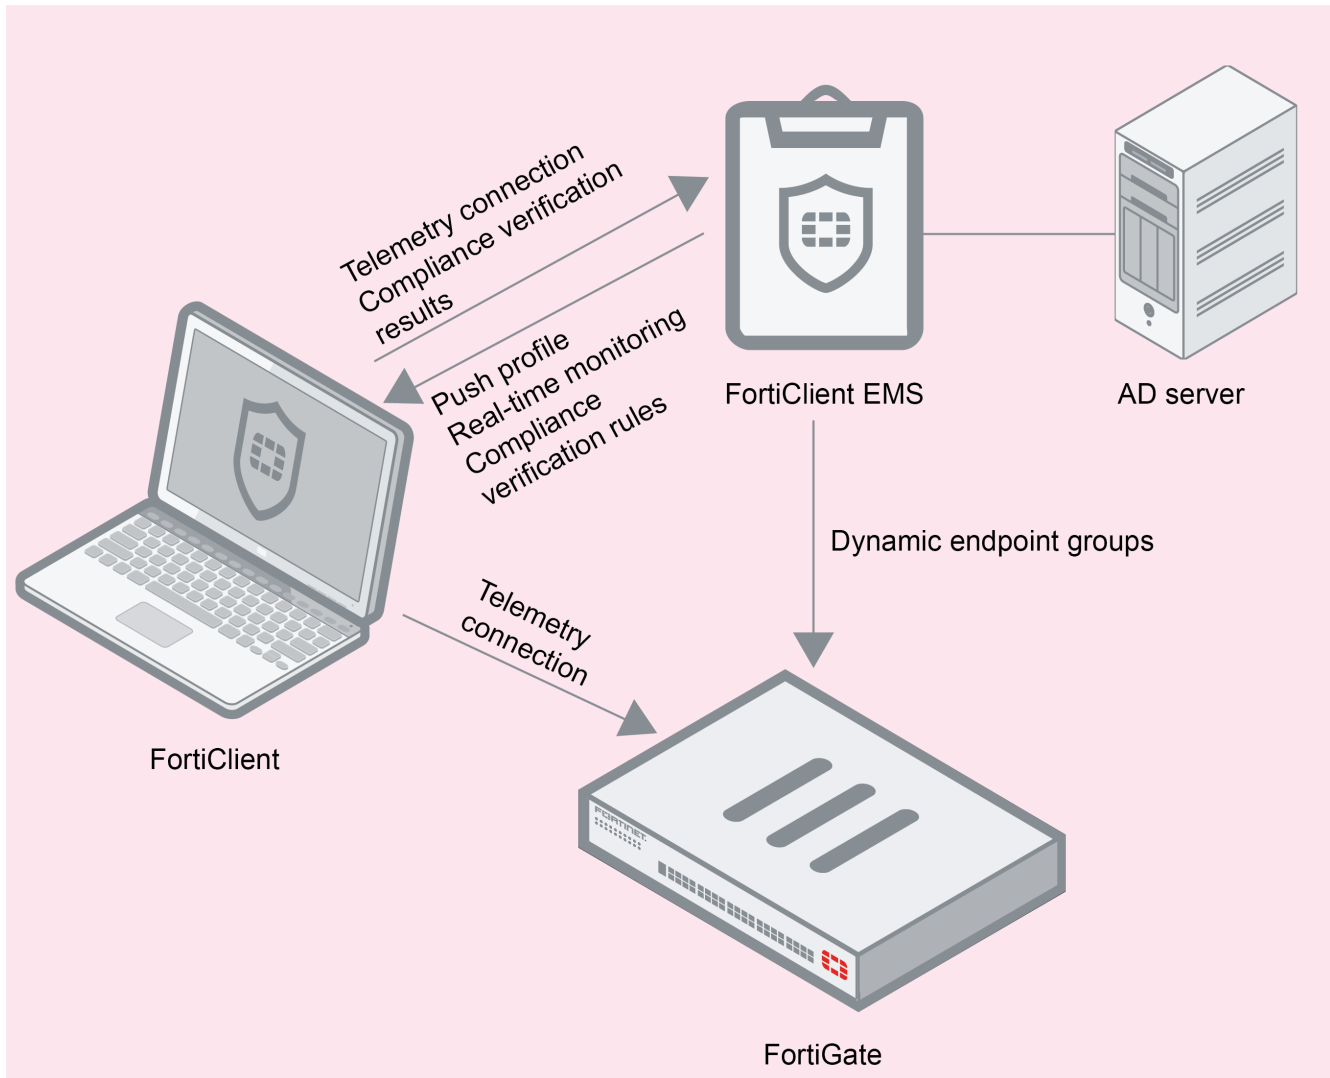 Telemetry connection
Compliance verification
results
Push profile
Real-time monitoring
Compliance
verification rules
FortiClient EMS
AD server
Dynamic endpoint groups
Telemetry
connection
FortiClient
FORTINET
FortiGate